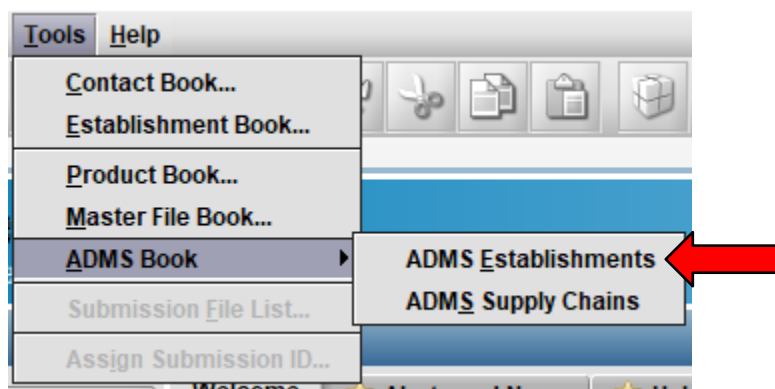 Tools Help
Contact Book...
Establishment Book...
Product Book...
Master File Book...
ADMS Book
ADMS Establishments
ADMS Supply Chains
Submission File List...
Assign Submission ID...
Welcome